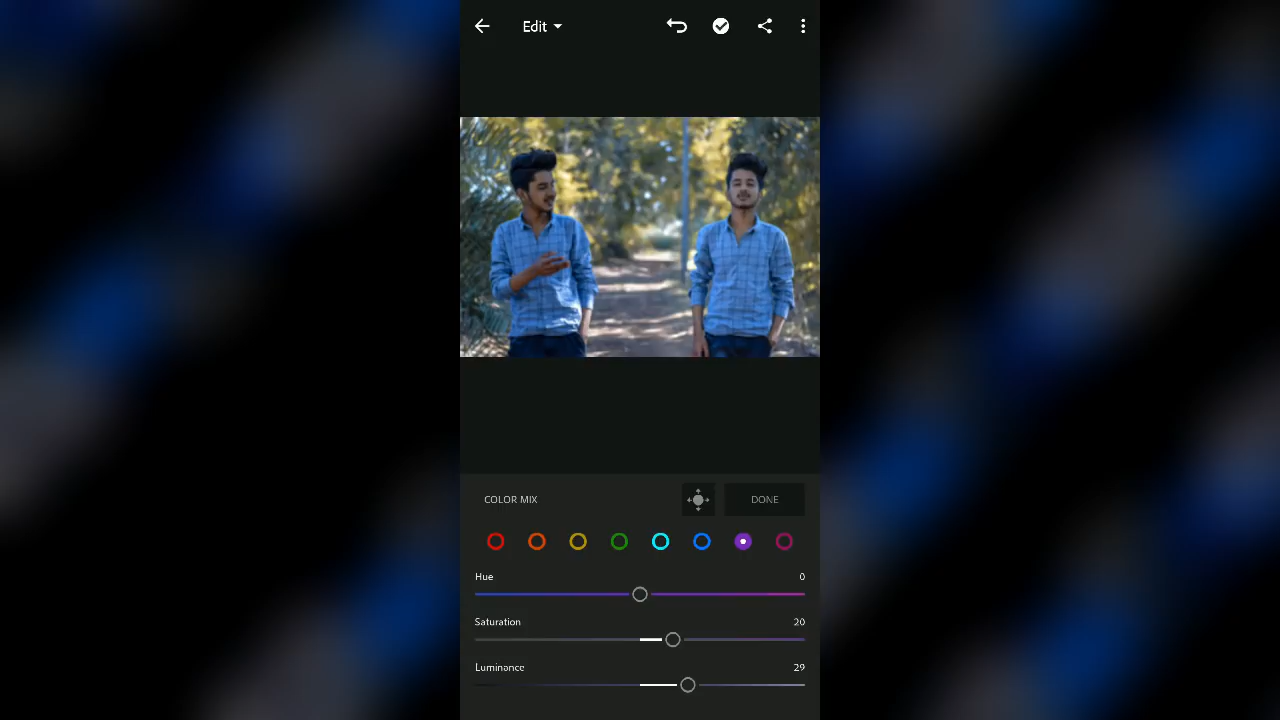 Edit
COLOR MIX
DONE
Hue 0
Saturation 20
Luminance 29